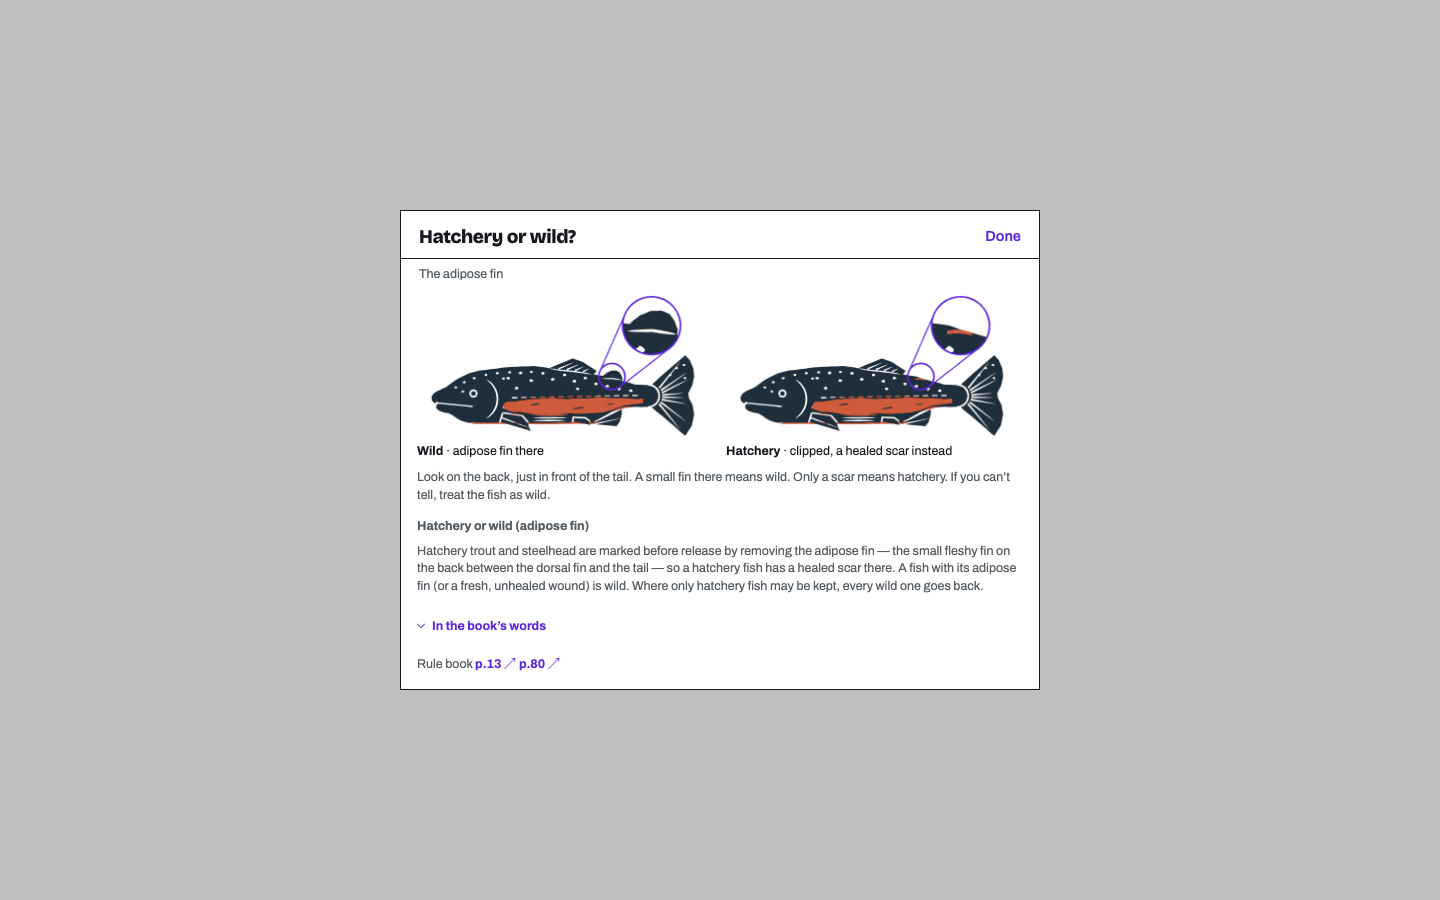 Hatchery or wild?
Done
The adipose fin
Wild · adipose fin there
Hatchery · clipped, a healed scar instead
Look on the back, just in front of the tail. A small fin there means wild. Only a scar means hatchery. If you can’t
tell, treat the fish as wild.
Hatchery or wild (adipose fin)
Hatchery trout and steelhead are marked before release by removing the adipose fin — the small fleshy fin on
the back between the dorsal fin and the tail — so a hatchery fish has a healed scar there. A fish with its adipose
fin (or a fresh, unhealed wound) is wild. Where only hatchery fish may be kept, every wild one goes back.
In the book’s words
Rule book p.13 ↗ p.80 ↗